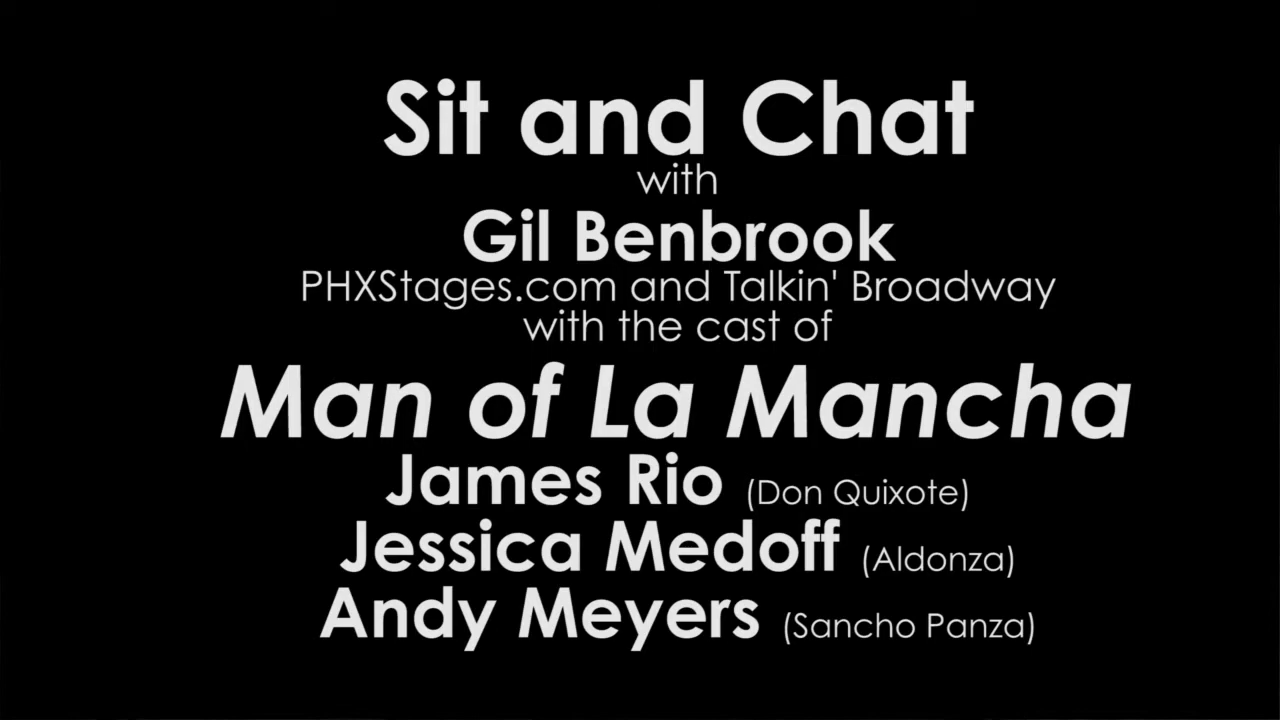 Sit and Chat
with
Gil Benbrook
PHXStages.com and Talkin' Broadway
with the cast of
Man of La Mancha
James Rio (Don Quixote)
Jessica Medoff (Aldonza)
Andy Meyers (Sancho Panza)